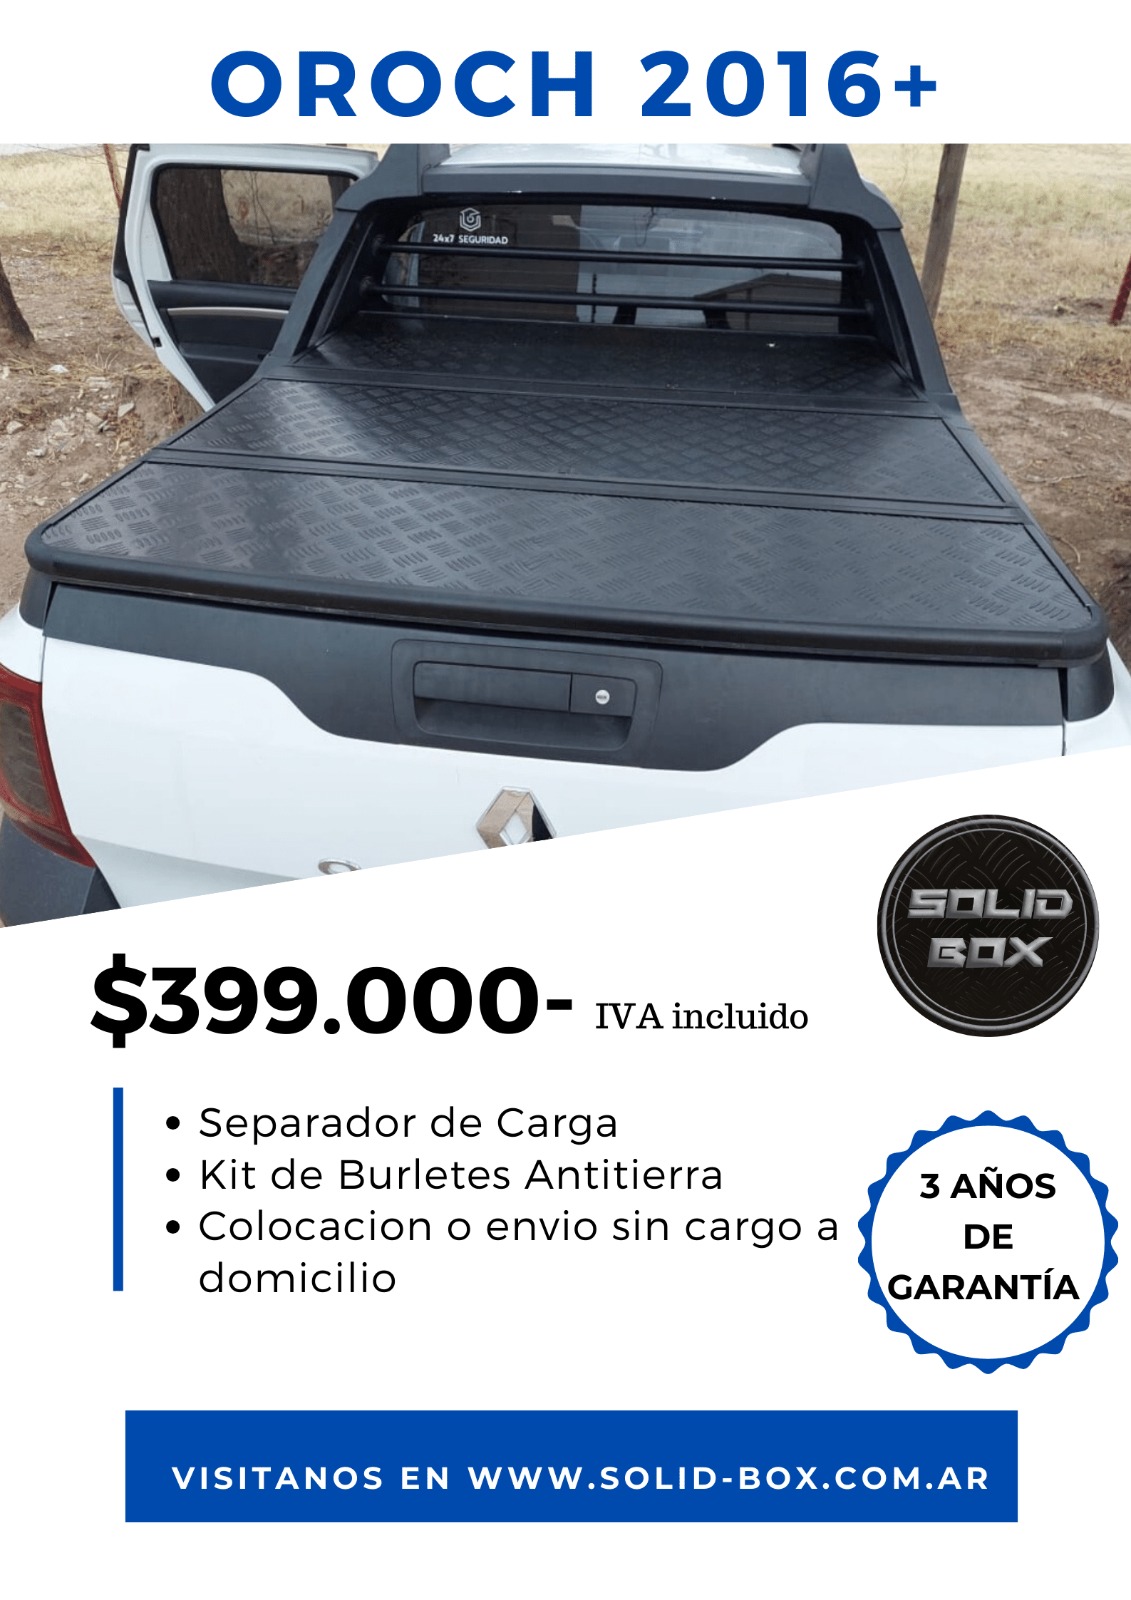 OROCH 2016+
24x7 SEGURIDAD
SOLID
BOX
$399.000- IVA incluido
• Separador de Carga
• Kit de Burletes Antitierra
• Colocacion o envio sin cargo a
domicilio
3 AÑOS
DE
GARANTÍA
VISITANOS EN WWW.SOLID-BOX.COM.AR